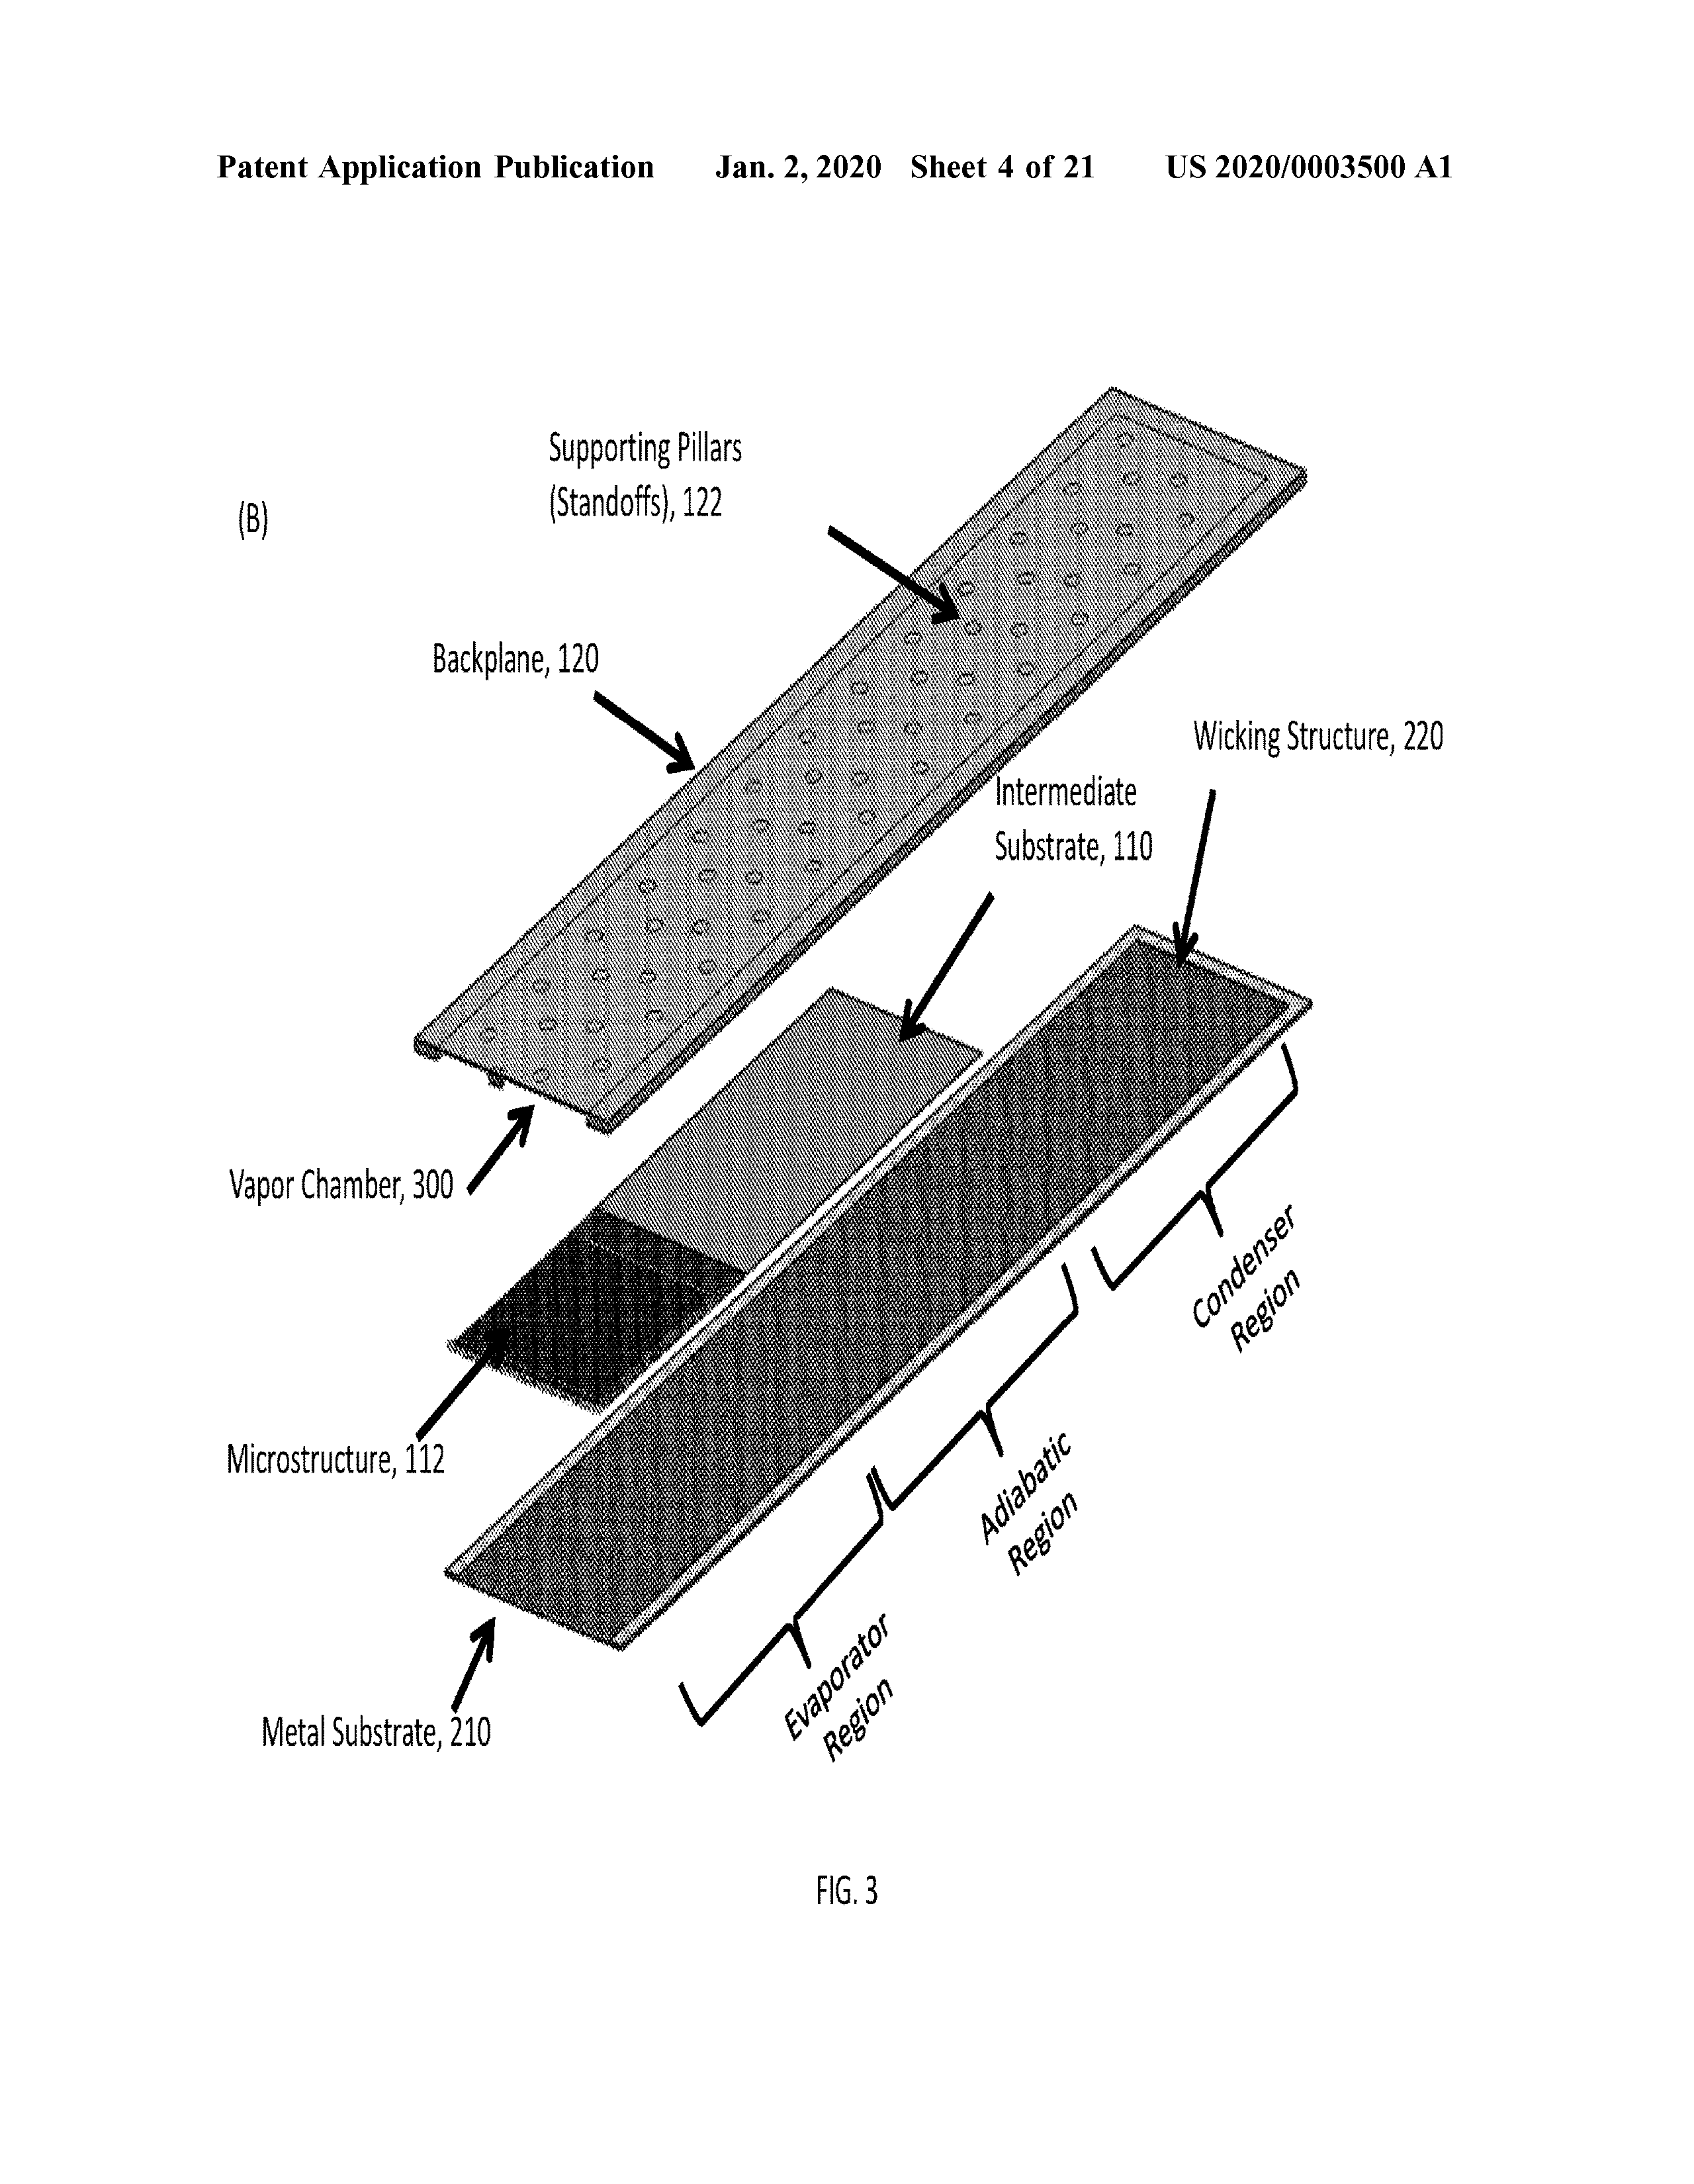 Patent Application Publication Jan. 2, 2020 Sheet 4 of 21 US 2020/0003500 A1
Supporting Pillars
(Standoffs), 122
(B)
Backplane, 120
Wicking Structure, 220
Intermediate
Substrate, 110
Vapor Chamber, 300
Condenser
Region
Microstructure, 112
Adiabatic
Region
Evaporator
Region
Metal Substrate, 210
FIG. 3